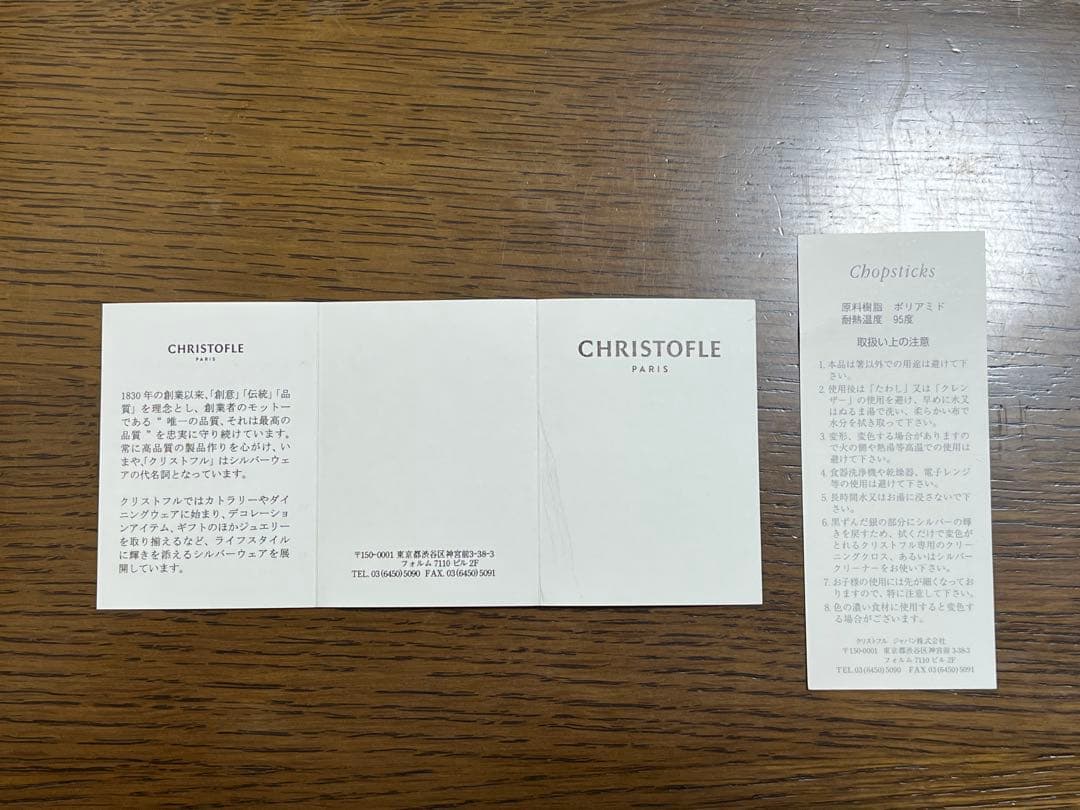 CHRISTOFLE
PARIS
1830 年の創業以来、「創意」「伝統」「品
質」を理念とし、創業者のモットー
である“ 唯一の品質、それは最高の
品質 ”を忠実に守り続けています。
常に高品質の製品作りを心がけ、い
まや、「クリストフル」はシルバーウェ
アの代名詞となっています。
クリストフルではカトラリーやダイ
ニングウェアに始まり、デコレーショ
ンアイテム、ギフトのほかジュエリー
を取り揃えるなど、ライフスタイル
に輝きを添えるシルバーウェアを展
開しています。
〒150-0001 東京都渋谷区神宮前3-38-3
フォルム 7110 ビル 2F
TEL. 03(6450)5090 FAX. 03(6450)5091
CHRISTOFLE
PARIS
Chopsticks
原料樹脂 ポリアミド
耐熱温度 95度
取扱い上の注意
1. 本品は箸以外での用途は避けて下
さい。
2. 使用後は「たわし」又は「クレン
ザー」の使用を避け、早めに水又
はぬるま湯で洗い、柔らかい布で
水分を拭き取って下さい。
3. 変形、変色する場合がありますの
で火の側や熱湯等高温での使用は
避けて下さい。
4. 食器洗浄機や乾燥器、電子レンジ
等の使用は避けて下さい。
5. 長時間水又はお湯に浸さないで下
さい。
6. 黒ずんだ銀の部分にシルバーの輝
きを戻すため、拭くだけで変色が
とれるクリストフル専用のクリー
ニングクロス、あるいはシルバー
クリーナーをお使い下さい。
7. お子様の使用には先が細くなってお
りますので、特に注意して下さい。
8. 色の濃い食材に使用すると変色す
る場合がございます。
クリストフル ジャパン株式会社
〒150-0001 東京都渋谷区神宮前 3-38-3
フォルム 7110 ビル 2F
TEL.03(6450)5090 FAX.03(6450)5091